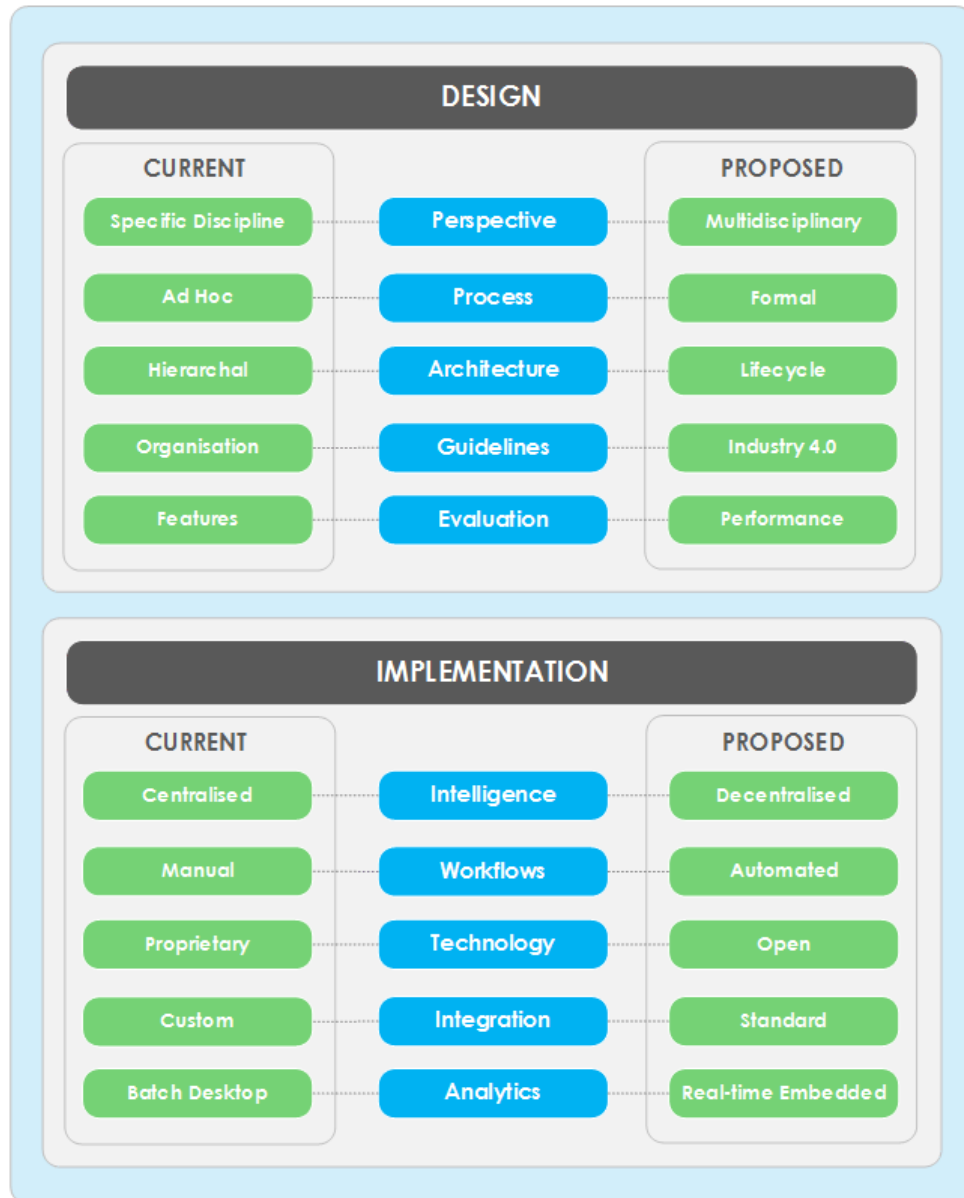 DESIGN
CURRENT PROPOSED
Specific Discipline Perspective Multidisciplinary
Ad Hoc Process Formal
Hierarchal Architecture Lifecycle
Organisation Guidelines Industry 4.0
Features Evaluation Performance
IMPLEMENTATION
CURRENT PROPOSED
Centralised Intelligence Decentralised
Manual Workflows Automated
Proprietary Technology Open
Custom Integration Standard
Batch Desktop Analytics Real-time Embedded